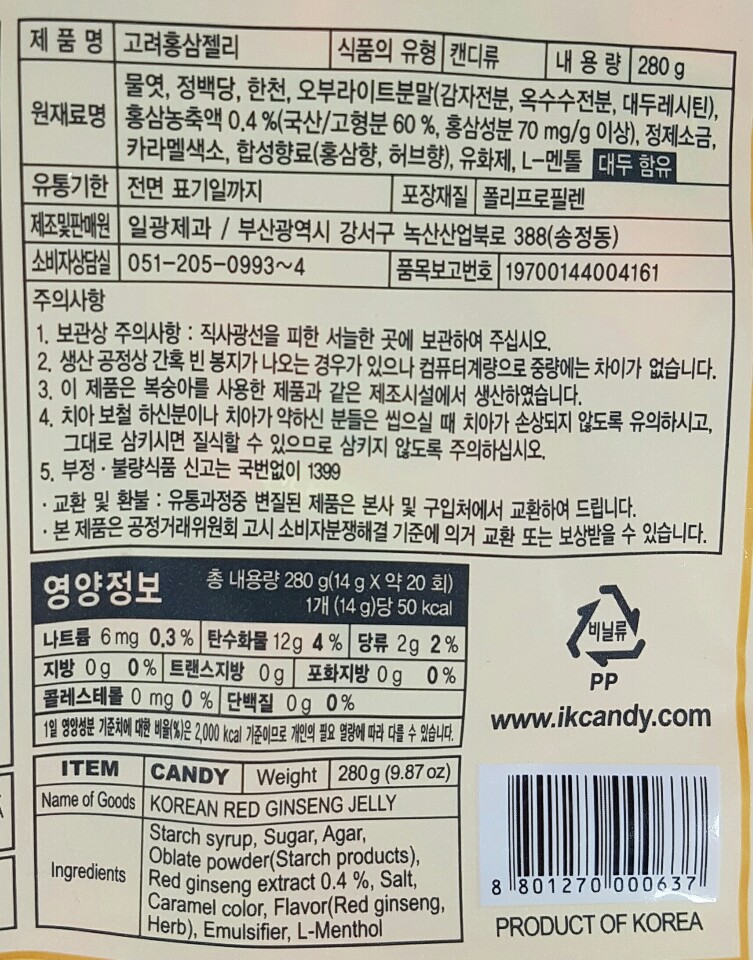 제 품 명 고려홍삼젤리 식품의 유형 캔디류 내 용 량 280 g
원재료명 물엿, 정백당, 한천, 오부라이트분말(감자전분, 옥수수전분, 대두레시틴),
홍삼농축액 0.4 %(국산/고형분 60 %, 홍삼성분 70 mg/g 이상), 정제소금,
카라멜색소, 합성향료(홍삼향, 허브향), 유화제, L-멘톨 대두 함유
유통기한 전면 표기일까지 포장재질 폴리프로필렌
제조및판매원 일광제과 / 부산광역시 강서구 녹산산업북로 388(송정동)
소비자상담실 051-205-0993~4 품목보고번호 19700144004161
주의사항
1. 보관상 주의사항 : 직사광선을 피한 서늘한 곳에 보관하여 주십시오.
2. 생산 공정상 간혹 빈 봉지가 나오는 경우가 있으나 컴퓨터계량으로 중량에는 차이가 없습니다.
3. 이 제품은 복숭아를 사용한 제품과 같은 제조시설에서 생산하였습니다.
4. 치아 보철 하신분이나 치아가 약하신 분들은 씹으실 때 치아가 손상되지 않도록 유의하시고,
그대로 삼키시면 질식할 수 있으므로 삼키지 않도록 주의하십시오.
5. 부정 · 불량식품 신고는 국번없이 1399
· 교환 및 환불 : 유통과정중 변질된 제품은 본사 및 구입처에서 교환하여 드립니다.
· 본 제품은 공정거래위원회 고시 소비자분쟁해결 기준에 의거 교환 또는 보상받을 수 있습니다.
영양정보 총 내용량 280 g(14 g X 약 20 회)
1개 (14 g)당 50 kcal
나트륨 6 mg 0.3 % 탄수화물 12g 4 % 당류 2g 2 %
지방 0g 0 % 트랜스지방 0g 포화지방 0g 0 %
콜레스테롤 0 mg 0 % 단백질 0g 0 %
1일 영양성분 기준치에 대한 비율(%)은 2,000 kcal 기준이므로 개인의 필요 열량에 따라 다를 수 있습니다.
비닐류
PP
www.ikcandy.com
ITEM CANDY Weight 280 g (9.87 oz)
Name of Goods KOREAN RED GINSENG JELLY
Ingredients Starch syrup, Sugar, Agar,
Oblate powder(Starch products),
Red ginseng extract 0.4 %, Salt,
Caramel color, Flavor(Red ginseng,
Herb), Emulsifier, L-Menthol
8 801270 000637
PRODUCT OF KOREA